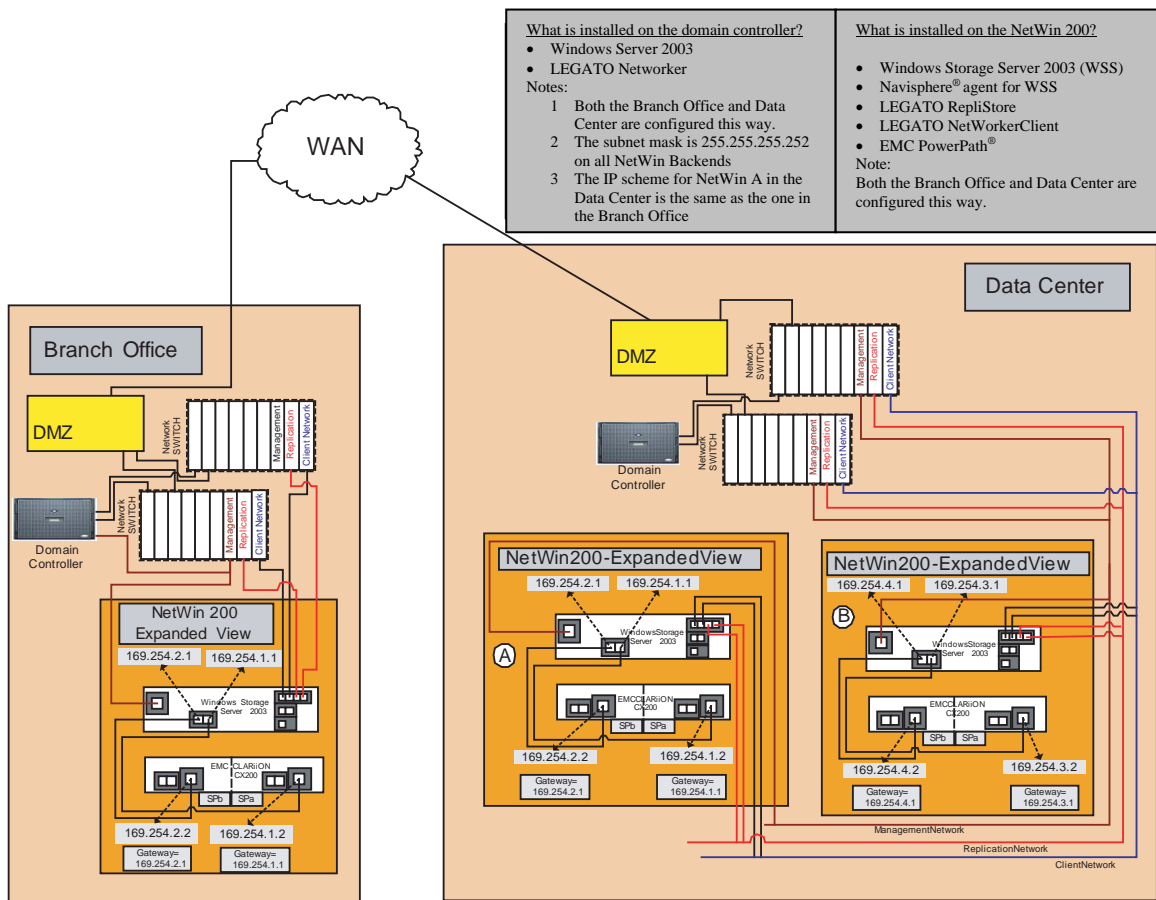 What is installed on the domain controller?
• Windows Server 2003
• LEGATO Networker
Notes:
1 Both the Branch Office and Data
Center are configured this way.
2 The subnet mask is 255.255.255.252
on all NetWin Backends
3 The IP scheme for NetWin A in the
Data Center is the same as the one in
the Branch Office
What is installed on the NetWin 200?
• Windows Storage Server 2003 (WSS)
• Navisphere® agent for WSS
• LEGATO RepliStore
• LEGATO NetWorkerClient
• EMC PowerPath®
Note:
Both the Branch Office and Data Center are
configured this way.
WAN
Branch Office
DMZ
Network
SWITCH
Management
Replication
Client Network
Network
SWITCH
Management
Replication
Client Network
Domain
Controller
NetWin 200
Expanded View
169.254.2.1
169.254.1.1
Windows Storage
Server 2003
EMC CLARiiON
CX200
SPb
SPa
169.254.2.2
169.254.1.2
Gateway=
169.254.2.1
Gateway=
169.254.1.1
Data Center
DMZ
Network
SWITCH
Management
Replication
ClientNetwork
Network
SWITCH
Management
Replication
ClientNetwork
Domain
Controller
NetWin200-ExpandedView
169.254.2.1
169.254.1.1
A
WindowsStorage
Server 2003
EMCCLARiiON
CX200
SPb
SPa
169.254.2.2
169.254.1.2
Gateway=
169.254.2.1
Gateway=
169.254.1.1
NetWin200-ExpandedView
169.254.4.1
169.254.3.1
B
WindowsStorage
Server 2003
EMCCLARiiON
CX200
SPb
SPa
169.254.4.2
169.254.3.2
Gateway=
169.254.4.1
Gateway=
169.254.3.1
ManagementNetwork
ReplicationNetwork
ClientNetwork